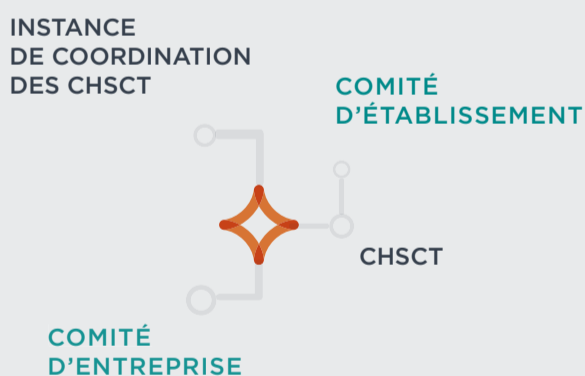 INSTANCE
DE COORDINATION
DES CHSCT
COMITÉ
D’ÉTABLISSEMENT
CHSCT
COMITÉ
D’ENTREPRISE